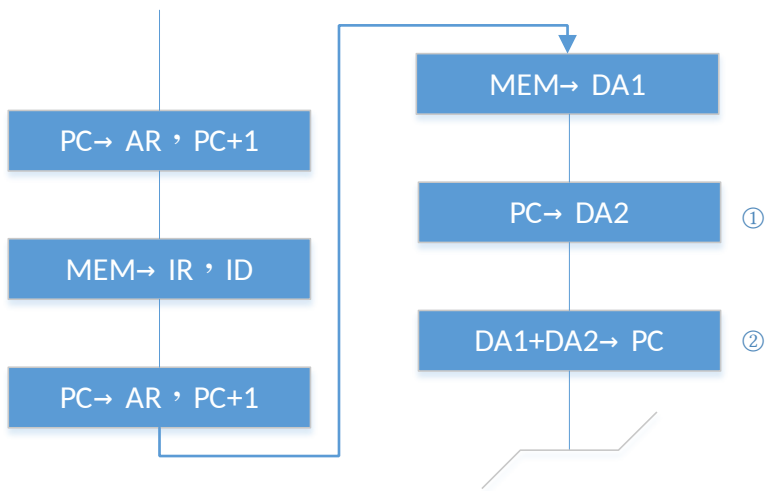 PC→ AR，PC+1
MEM→ IR，ID
PC→ AR，PC+1
MEM→ DA1
PC→ DA2
①
DA1+DA2→ PC
②